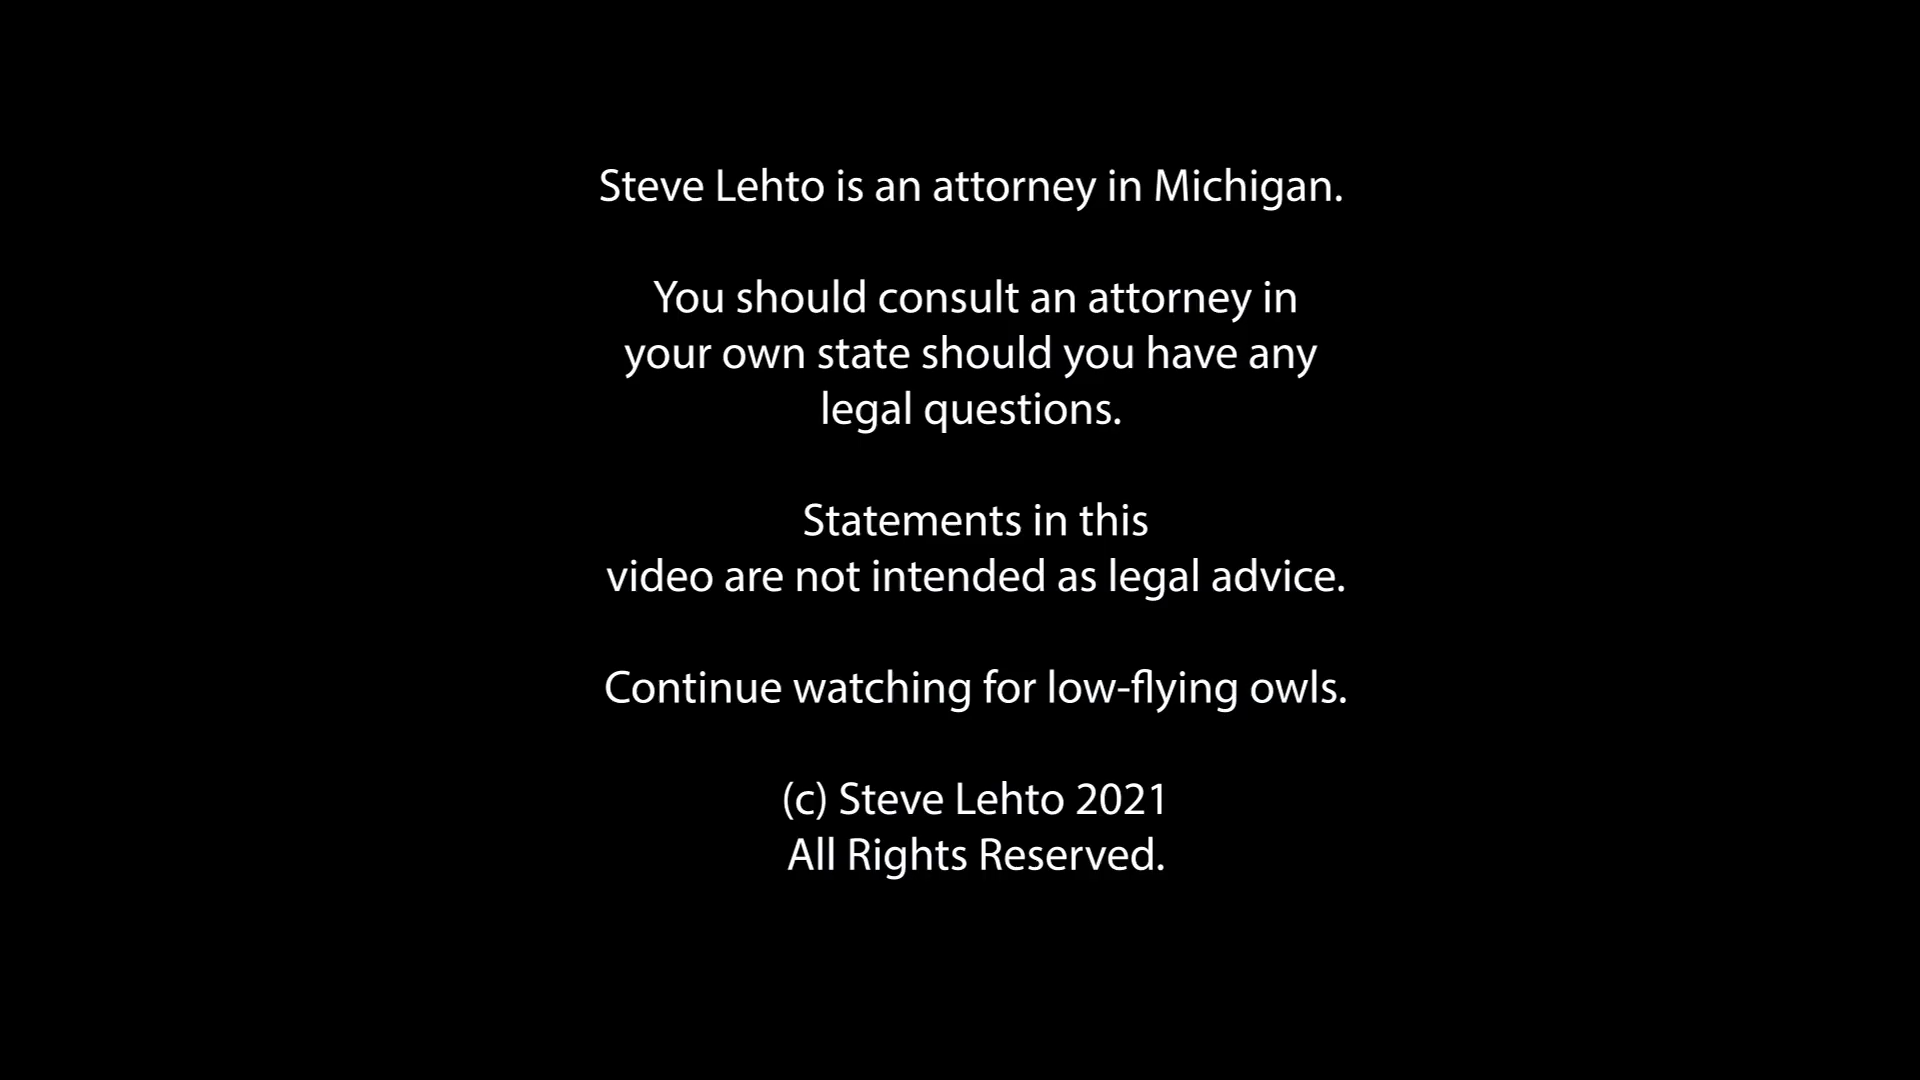 Steve Lehto is an attorney in Michigan.
You should consult an attorney in
your own state should you have any
legal questions.
Statements in this
video are not intended as legal advice.
Continue watching for low-flying owls.
(c) Steve Lehto 2021
All Rights Reserved.